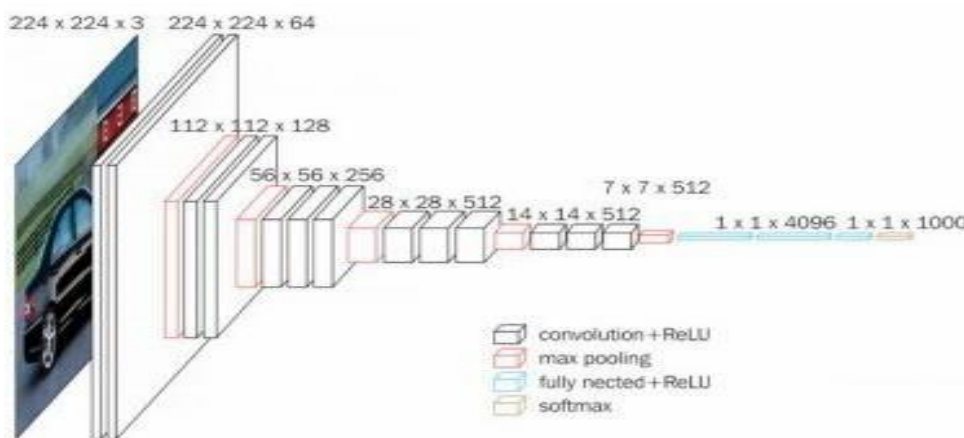 224 x 224 x 3
224 x 224 x 64
112 x 112 x 128
56 x 56 x 256
28 x 28 x 512
14 x 14 x 512
7 x 7 x 512
1 x 1 x 4096
1 x 1 x 1000
convolution+ReLU
max pooling
fully nected+ReLU
softmax